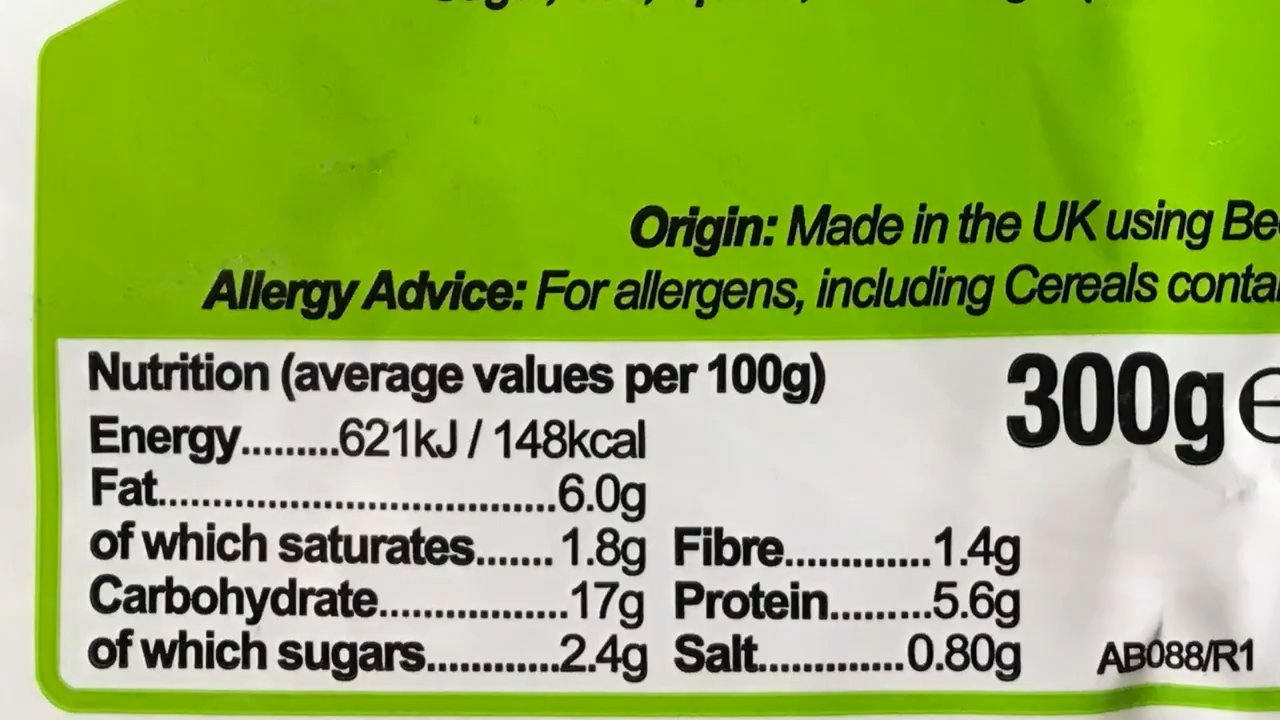 Origin: Made in the UK using
Allergy Advice: For allergens, including Cereals
Nutrition (average values per 100g)
300g e
Energy.........621kJ / 148kcal
Fat....................................6.0g
of which saturates.......1.8g Fibre.............1.4g
Carbohydrate.................17g Protein.........5.6g
of which sugars............2.4g Salt.............0.80g
AB088/R1